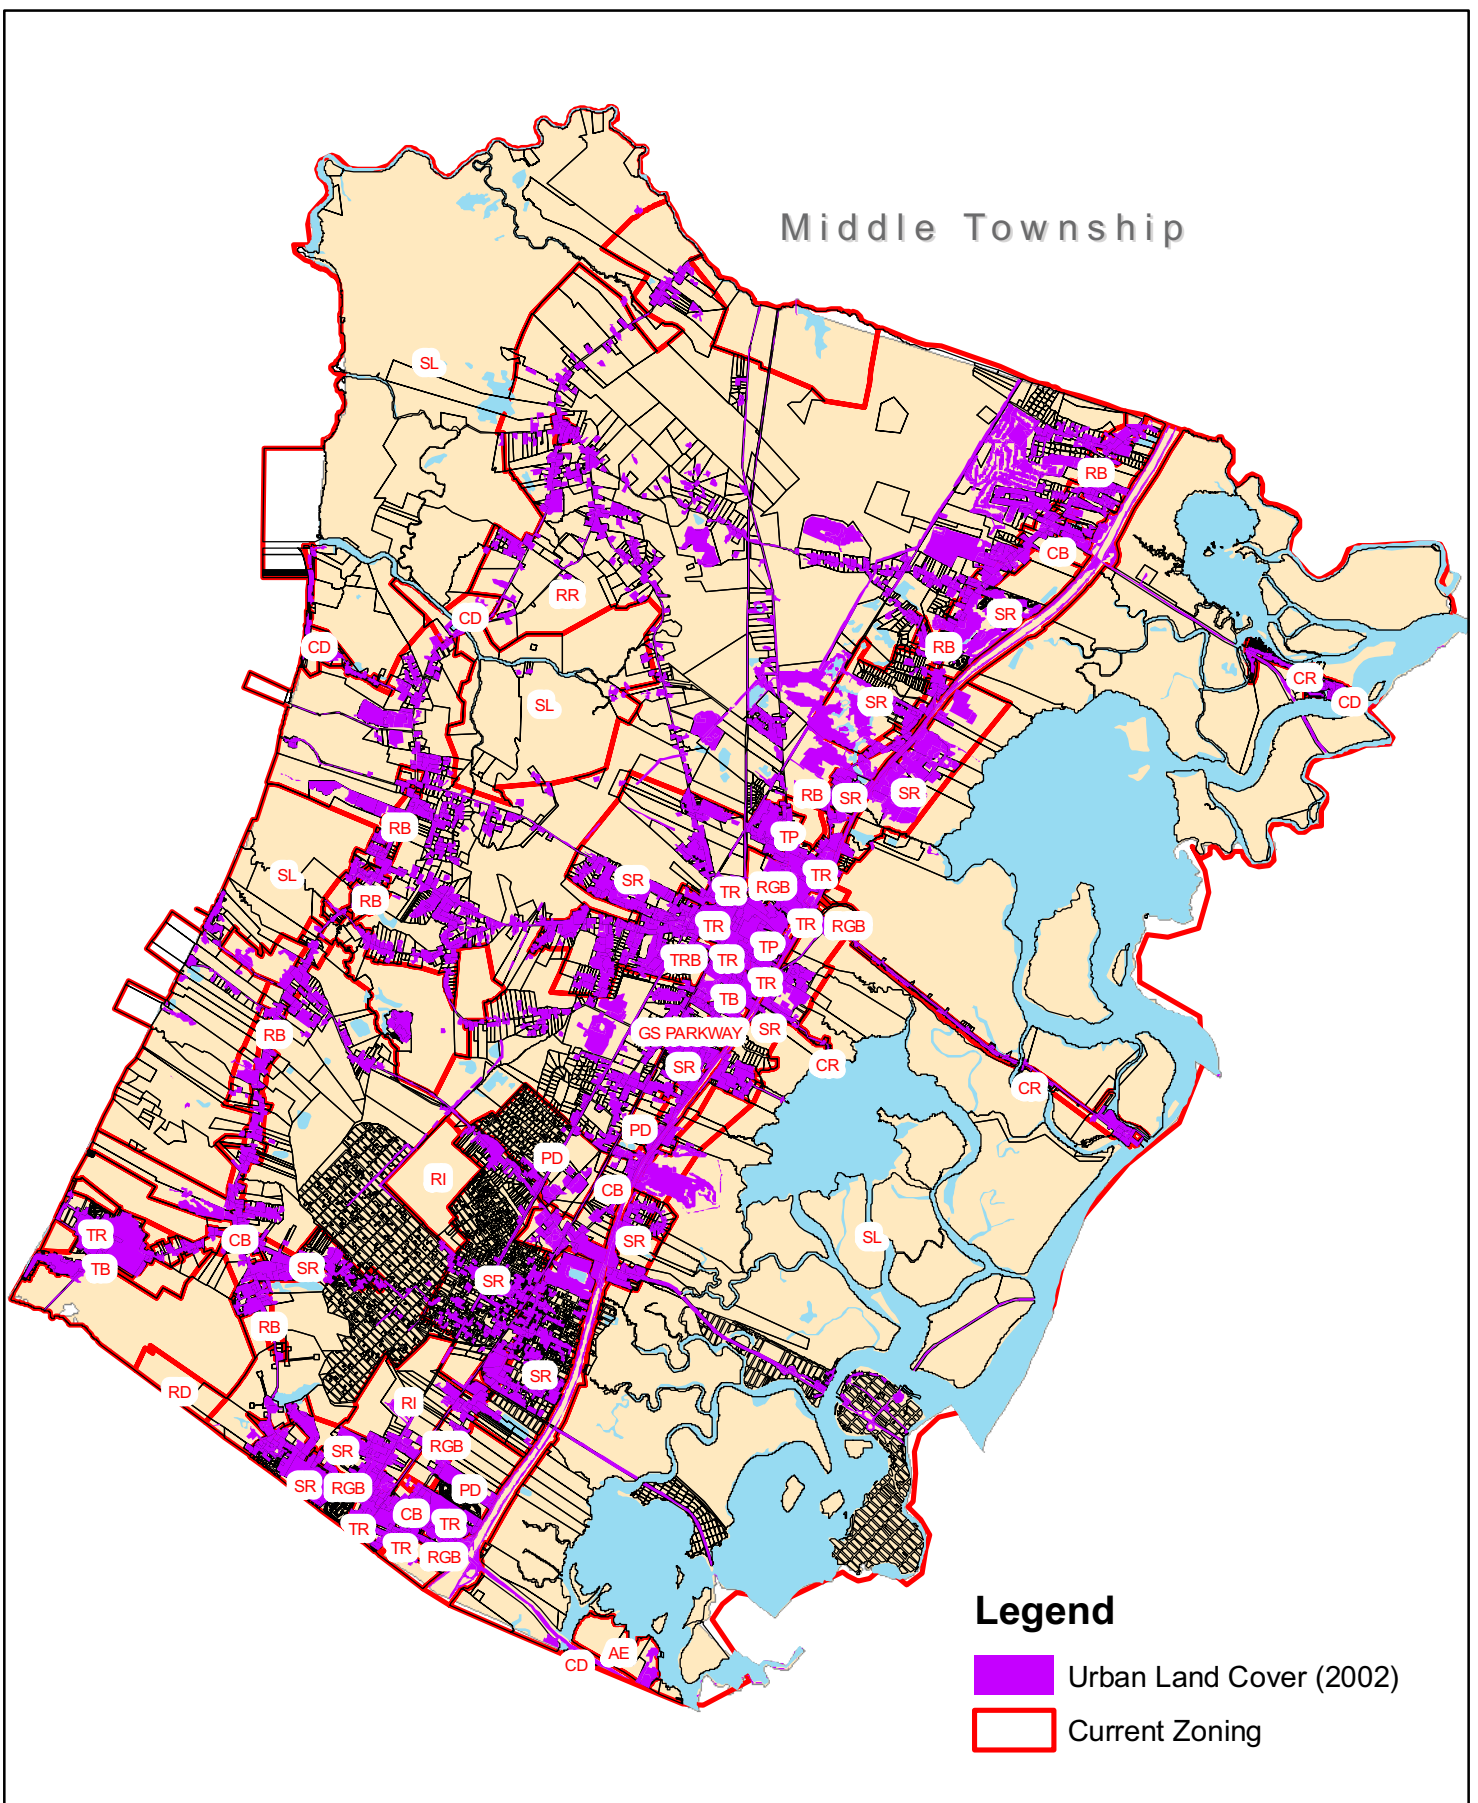 Middle Township
SL
RB
CB
RR
SR
CD
RB
CD
CR
SR
CD
SL
RB
SR
SR
RB
TP
SL
SR
TR
RGB
TR
RB
TR
TR
RGB
TRB
TR
TP
TB
TR
RB
GS PARKWAY
SR
SR
CR
CR
PD
PD
RI
CB
TR
CB
SR
SL
TB
SR
SR
RB
SR
RD
RI
SR
RGB
SR
RGB
PD
CB
TR
TR
TR
RGB
AE
CD
Legend
Urban Land Cover (2002)
Current Zoning